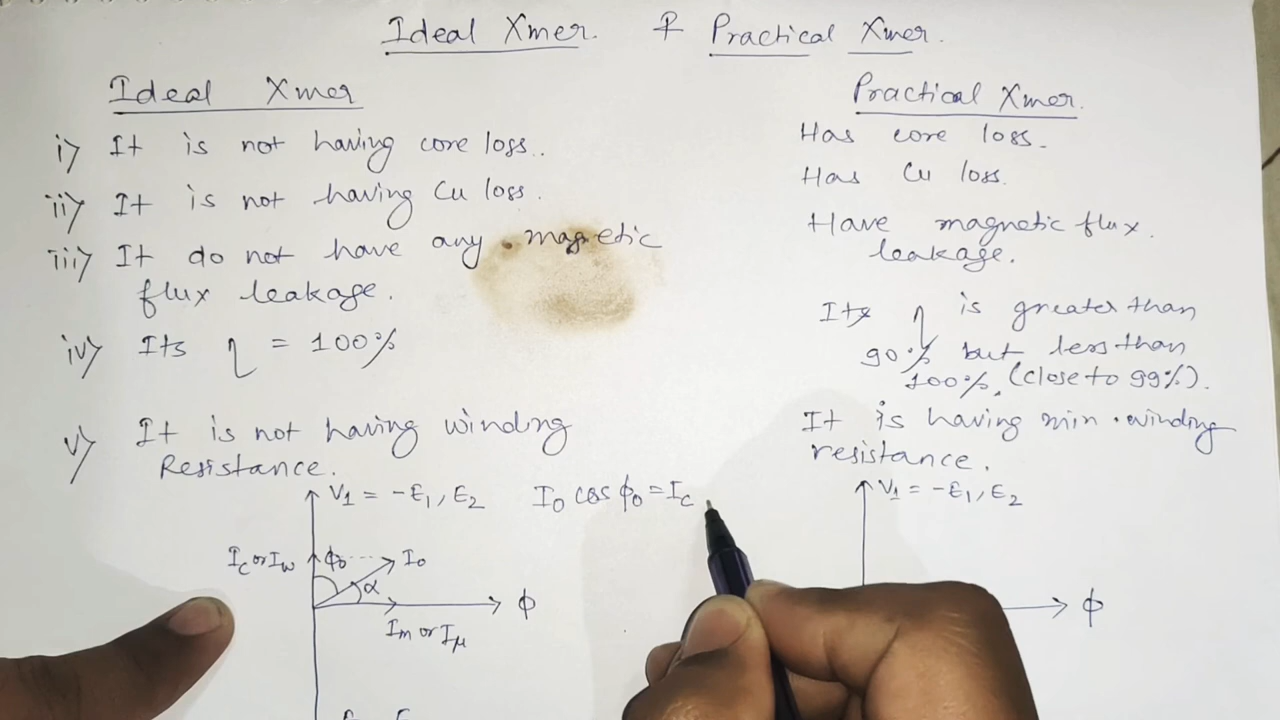 Ideal Xmer. & Practical Xmer.
Ideal Xmer
i) It is not having core loss..
ii) It is not having Cu loss.
iii) It do not have any magnetic
flux leakage.
iv) Its η = 100%
v) It is not having winding
Resistance.
Practical Xmer.
Has core loss.
Has Cu loss.
Have magnetic flux.
leakage.
Its η is greater than
90% but less than
100%. (close to 99%).
It is having min. winding
resistance.
V1 = -E1, E2
I0 cos ϕ0 = Ic
Ic or Iw
ϕ0
I0
α
ϕ
Im or Iμ
V1 = -E1, E2
ϕ